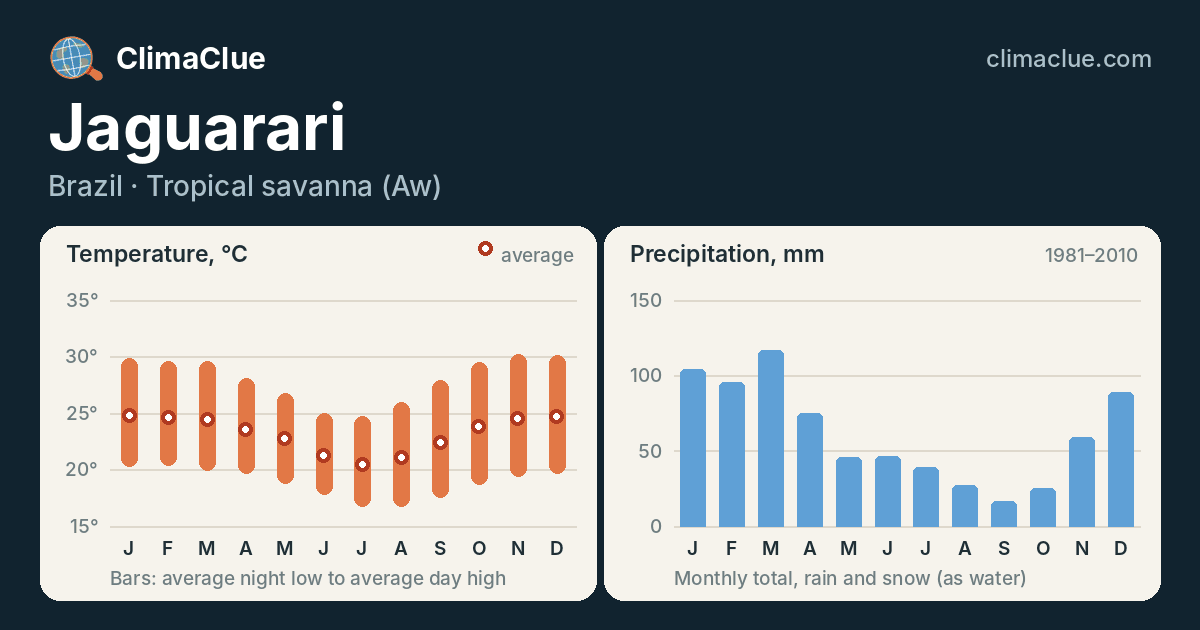 ClimaClue
climaclue.com
Jaguarari
Brazil · Tropical savanna (Aw)
Temperature, °C
average
35°
30°
25°
20°
15°
J F M A M J J A S O N D
Bars: average night low to average day high
Precipitation, mm
1981–2010
150
100
50
0
J F M A M J J A S O N D
Monthly total, rain and snow (as water)